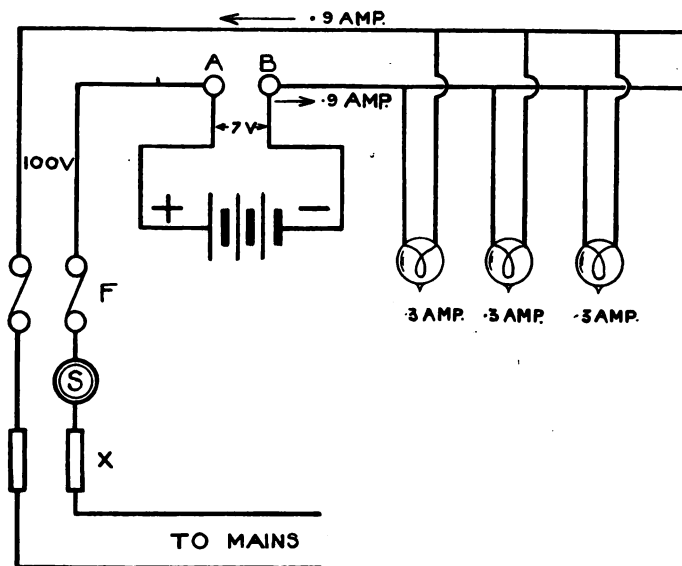 .9 AMP.
A B
.9 AMP.
7 V
100V
+ −
F
.3 AMP. .3 AMP. .3 AMP.
S
X
TO MAINS